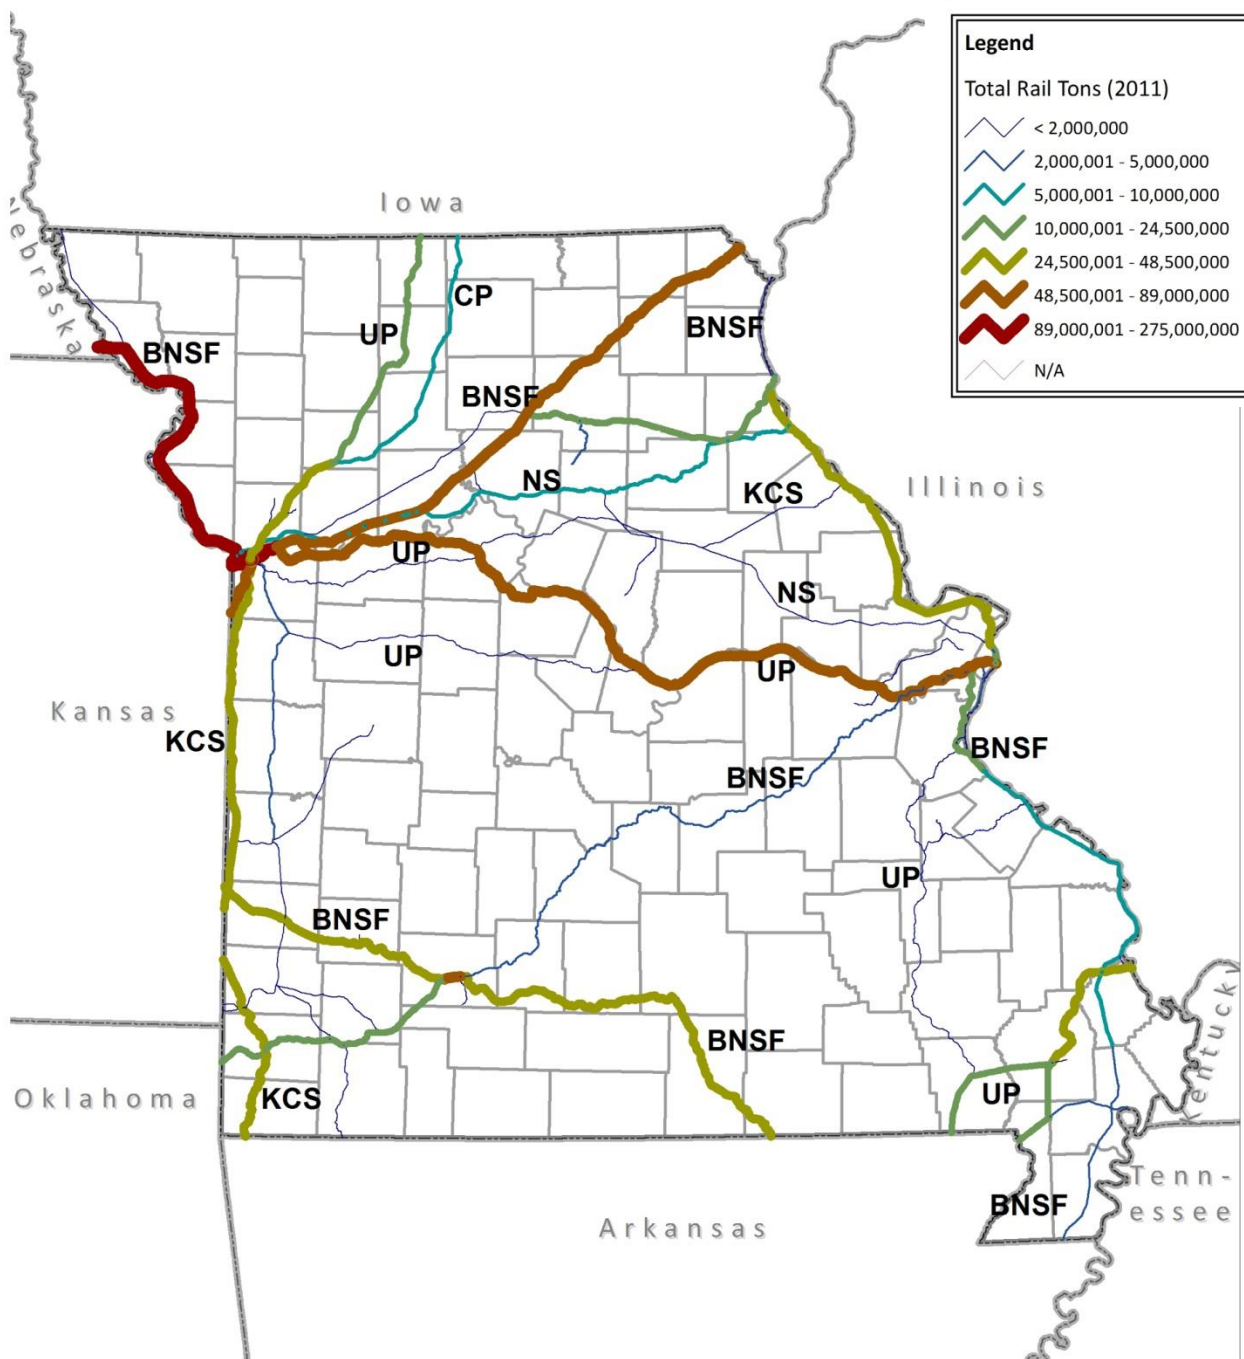 Legend
Total Rail Tons (2011)
< 2,000,000
2,000,001 - 5,000,000
5,000,001 - 10,000,000
10,000,001 - 24,500,000
24,500,001 - 48,500,000
48,500,001 - 89,000,000
89,000,001 - 275,000,000
N/A
Iowa
Nebraska
CP
UP
BNSF
BNSF
BNSF
NS
KCS
Illinois
UP
NS
UP
UP
Kansas
KCS
BNSF
BNSF
UP
BNSF
BNSF
Kentucky
Oklahoma
KCS
UP
Tenn-
essee
BNSF
Arkansas